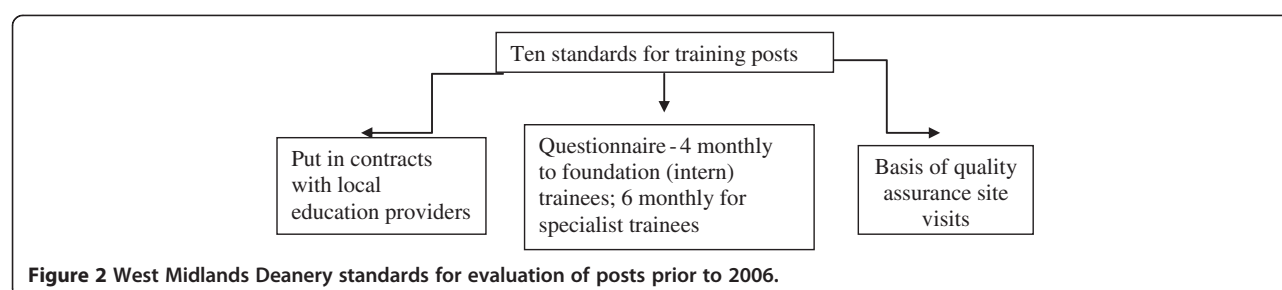 Ten standards for training posts
Put in contracts
with local
education providers
Questionnaire - 4 monthly
to foundation (intern)
trainees; 6 monthly for
specialist trainees
Basis of quality
assurance site
visits
Figure 2 West Midlands Deanery standards for evaluation of posts prior to 2006.